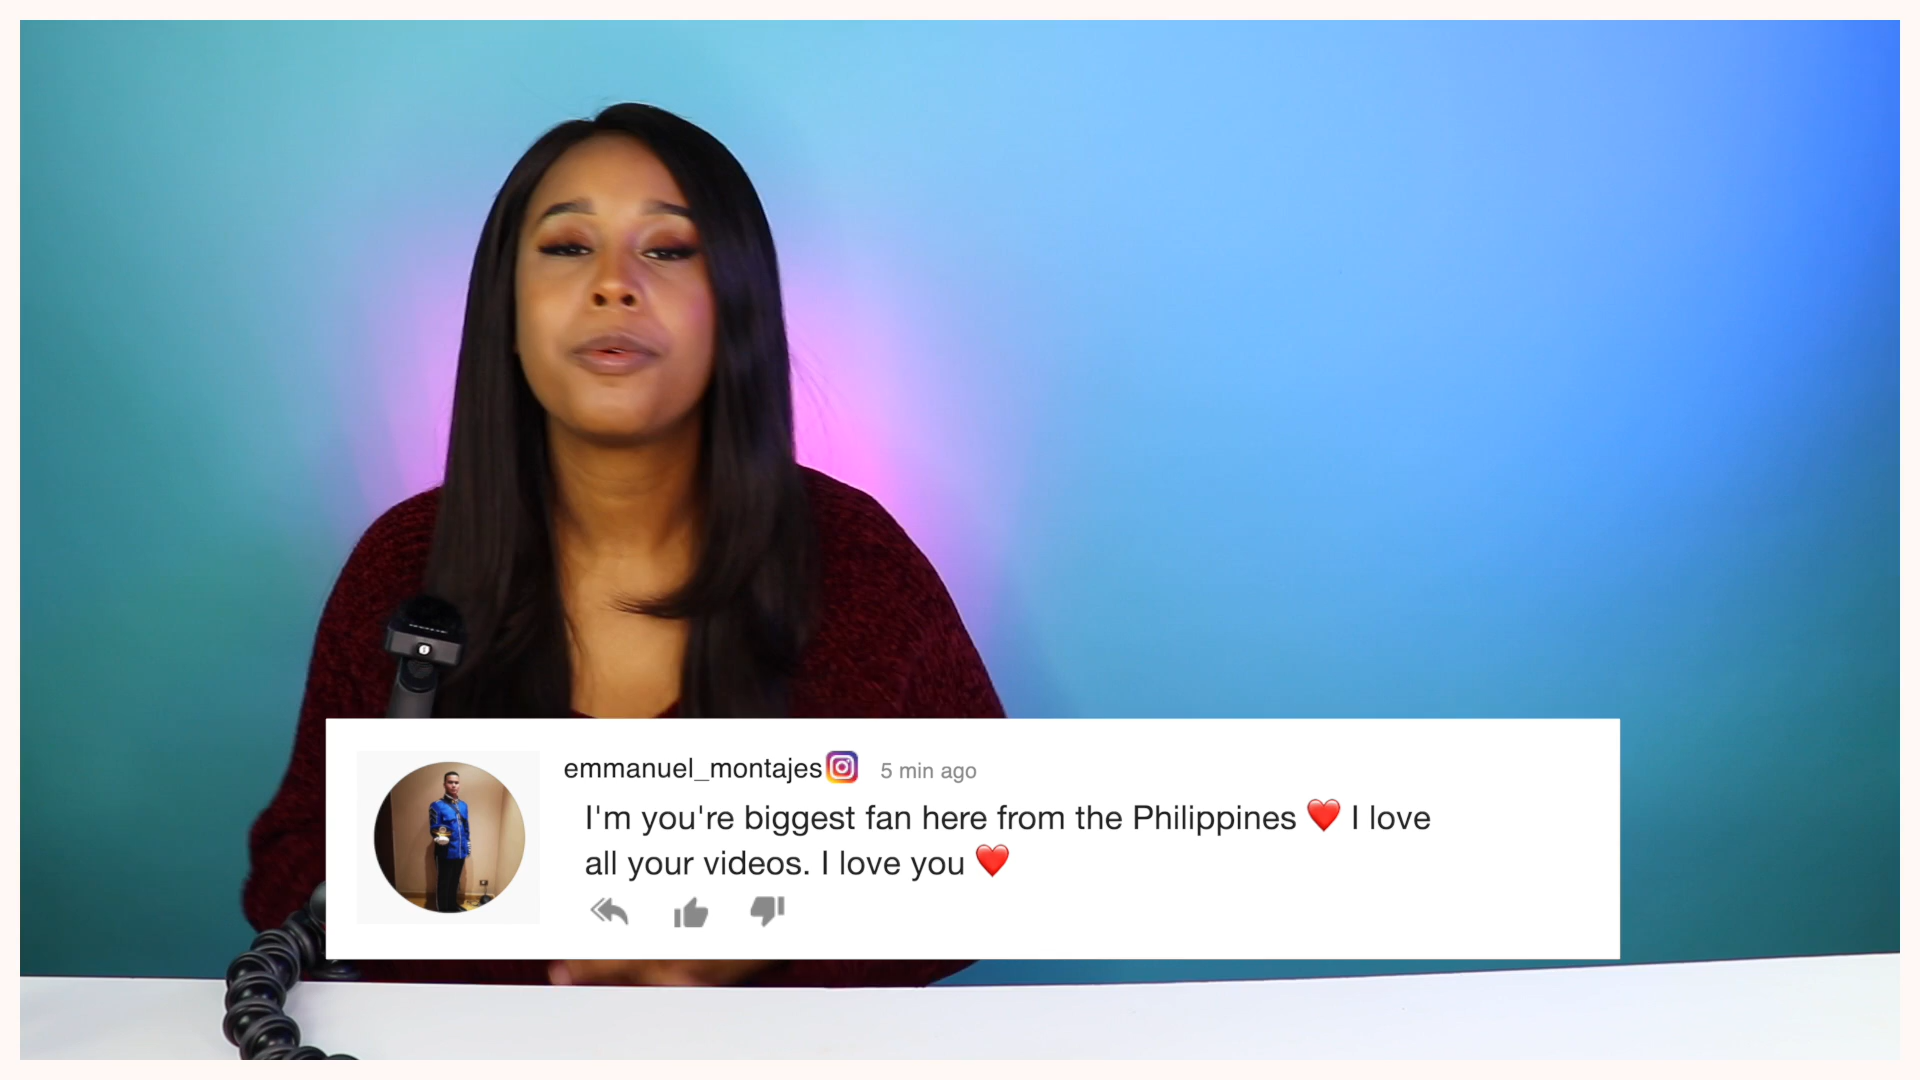 emmanuel_montajes 5 min ago
I'm you're biggest fan here from the Philippines ❤️ I love
all your videos. I love you ❤️